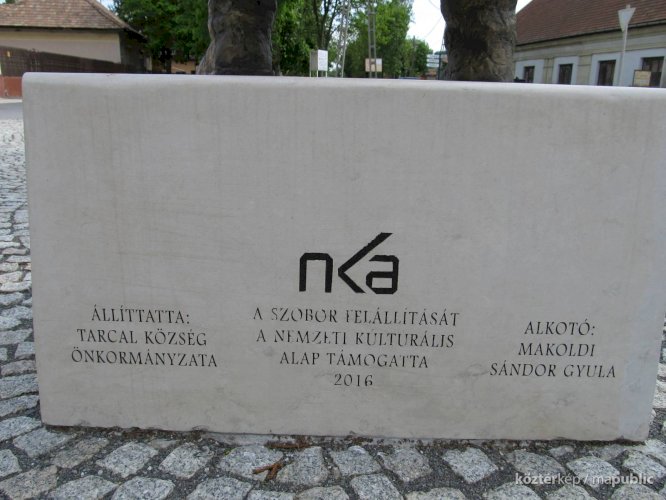 nka
ÁLLÍTTATTA:
TARCAL KÖZSÉG
ÖNKORMÁNYZATA
A SZOBOR FELÁLLÍTÁSÁT
A NEMZETI KULTURÁLIS
ALAP TÁMOGATTA
2016
ALKOTÓ:
MAKOLDI
SÁNDOR GYULA
köztérkép / mapublic